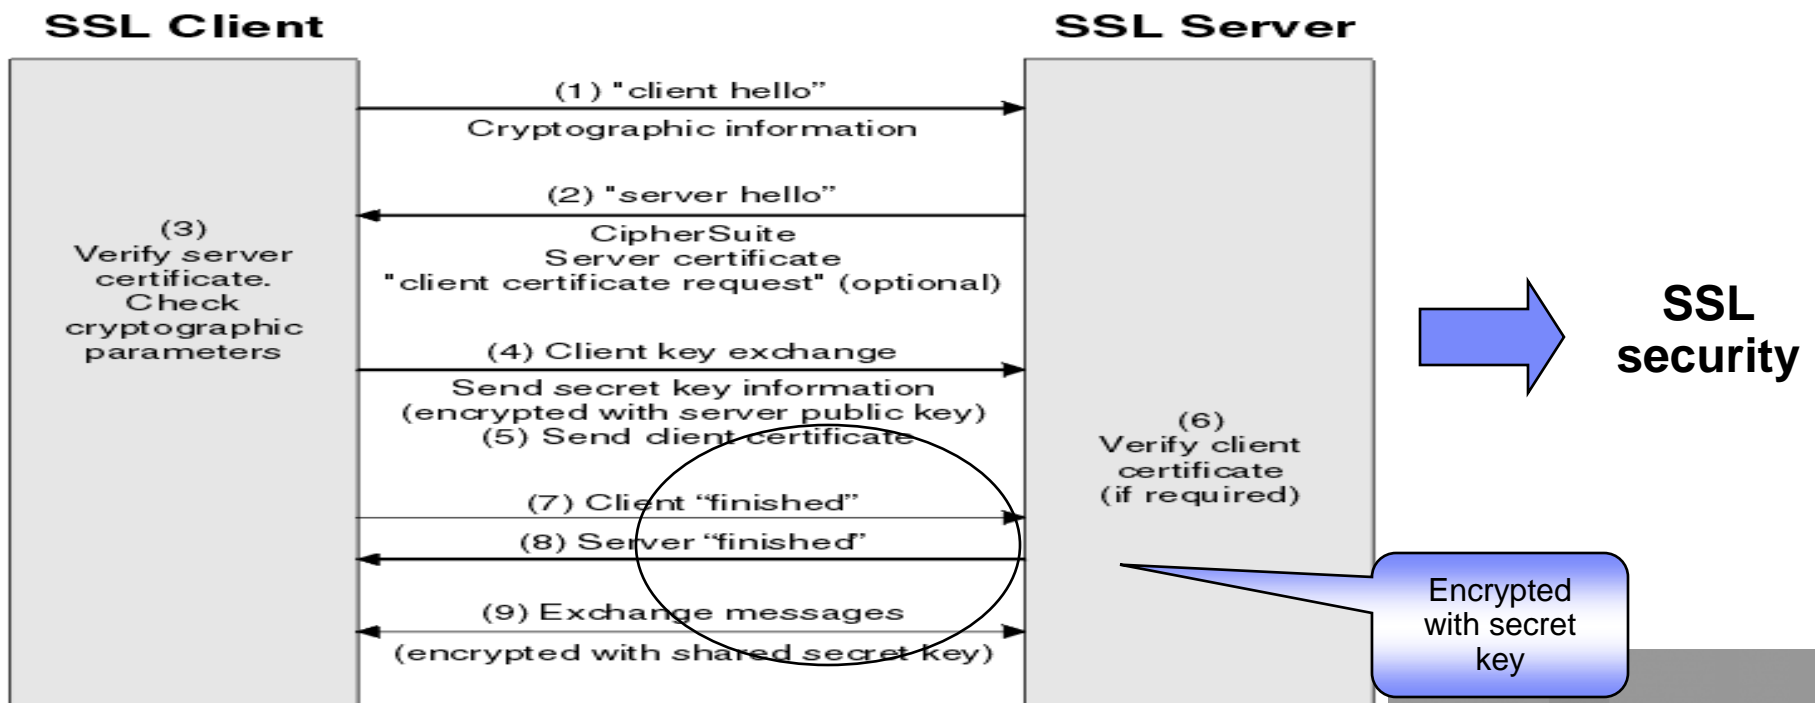 SSL Client
SSL Server
(1) "client hello”
Cryptographic information
(2) "server hello”
CipherSuite
Server certificate
"client certificate request" (optional)
(3)
Verify server
certificate.
Check
cryptographic
parameters
(4) Client key exchange
Send secret key information
(encrypted with server public key)
(5) Send client certificate
(6)
Verify client
certificate
(if required)
(7) Client “finished”
(8) Server “finished”
(9) Exchange messages
(encrypted with shared secret key)
SSL
security
Encrypted
with secret
key